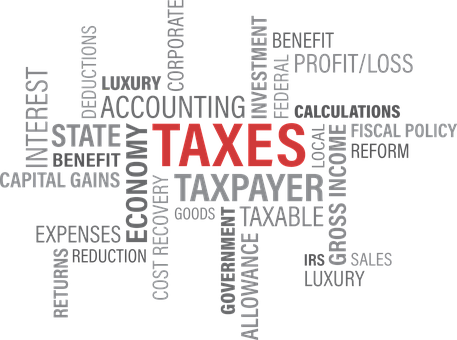 CORPORATE
DEDUCTIONS
INVESTMENT
BENEFIT
FEDERAL
PROFIT/LOSS
INTEREST
LUXURY
ACCOUNTING
CALCULATIONS
STATE
ECONOMY
TAXES
LOCAL
GROSS INCOME
FISCAL POLICY
BENEFIT
REFORM
CAPITAL GAINS
COST RECOVERY
TAXPAYER
GOODS
GOVERNMENT
TAXABLE
EXPENSES
ALLOWANCE
RETURNS
REDUCTION
IRS
SALES
LUXURY